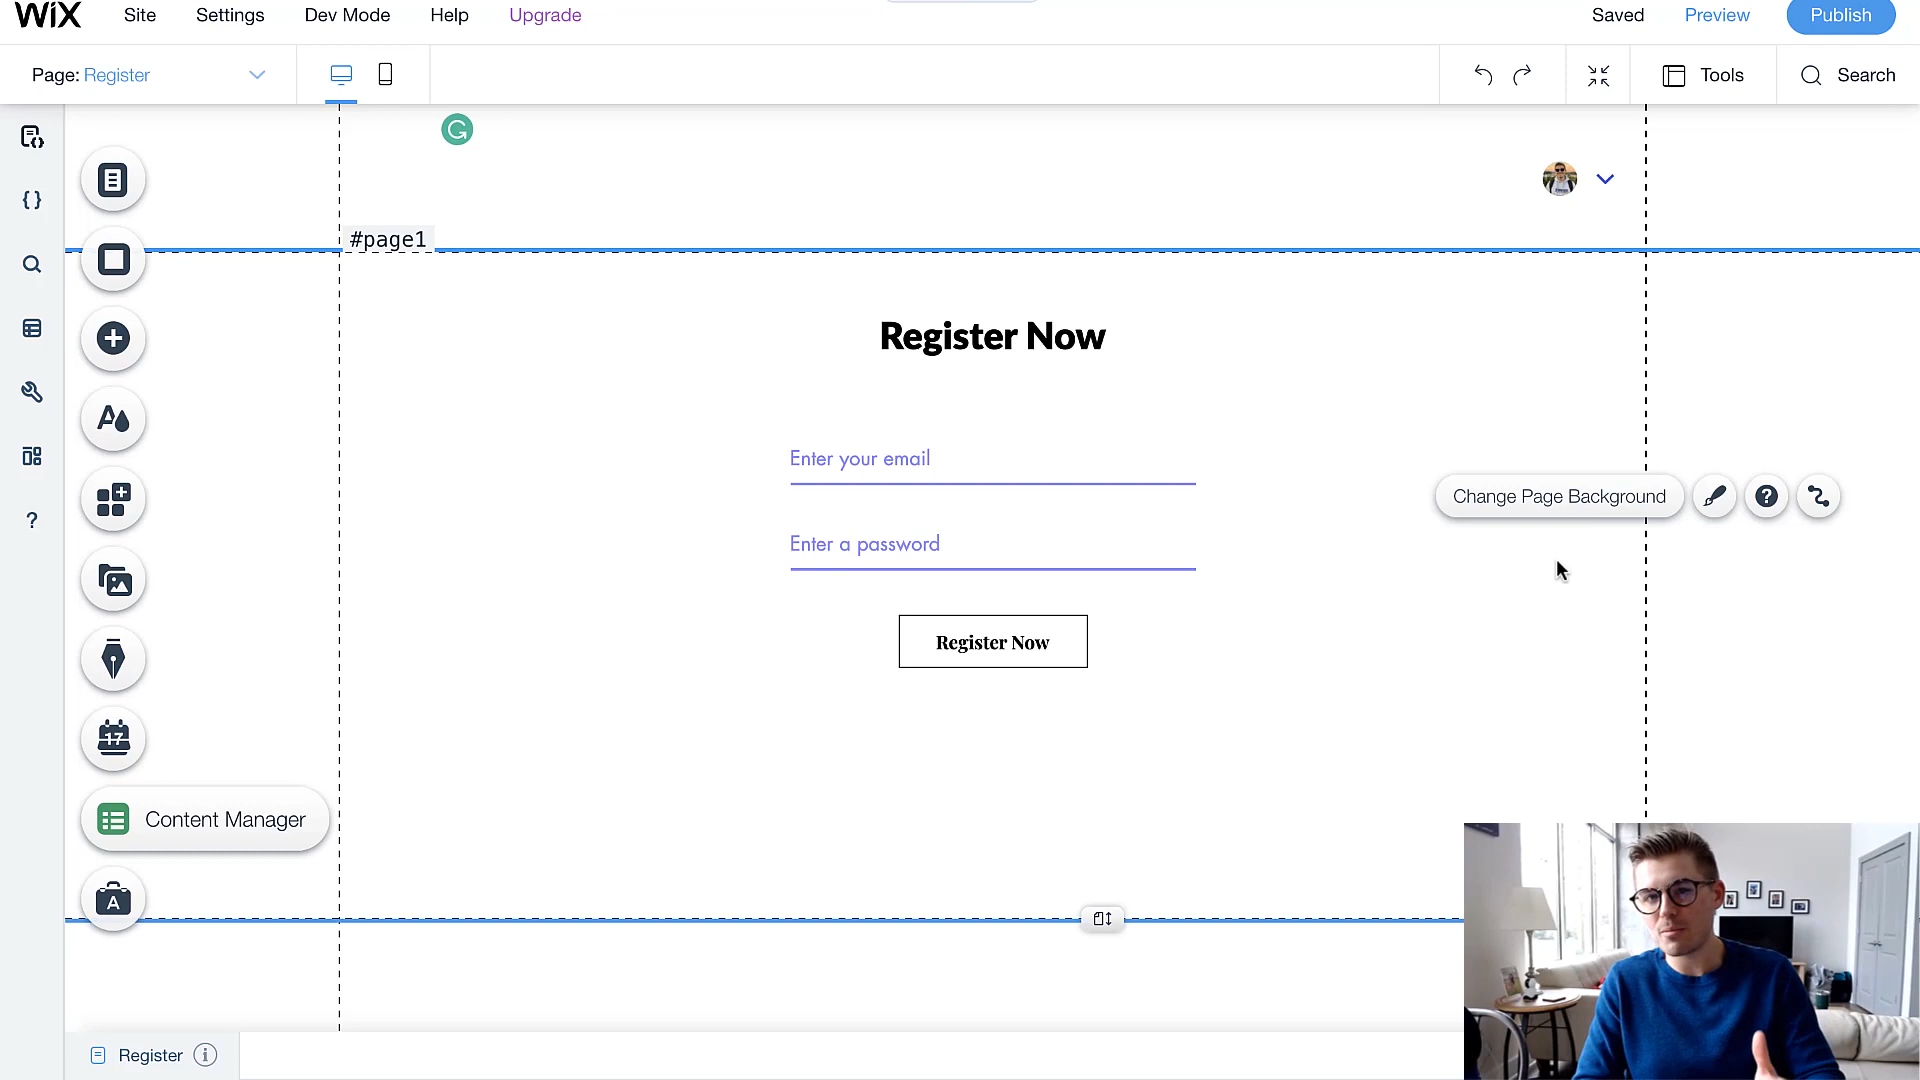 WiX Site Settings Dev Mode Help Upgrade Saved Preview Publish
Page: Register Tools Search
#page1
Register Now
Enter your email
Change Page Background
Enter a password
Register Now
17
Content Manager
A
Register